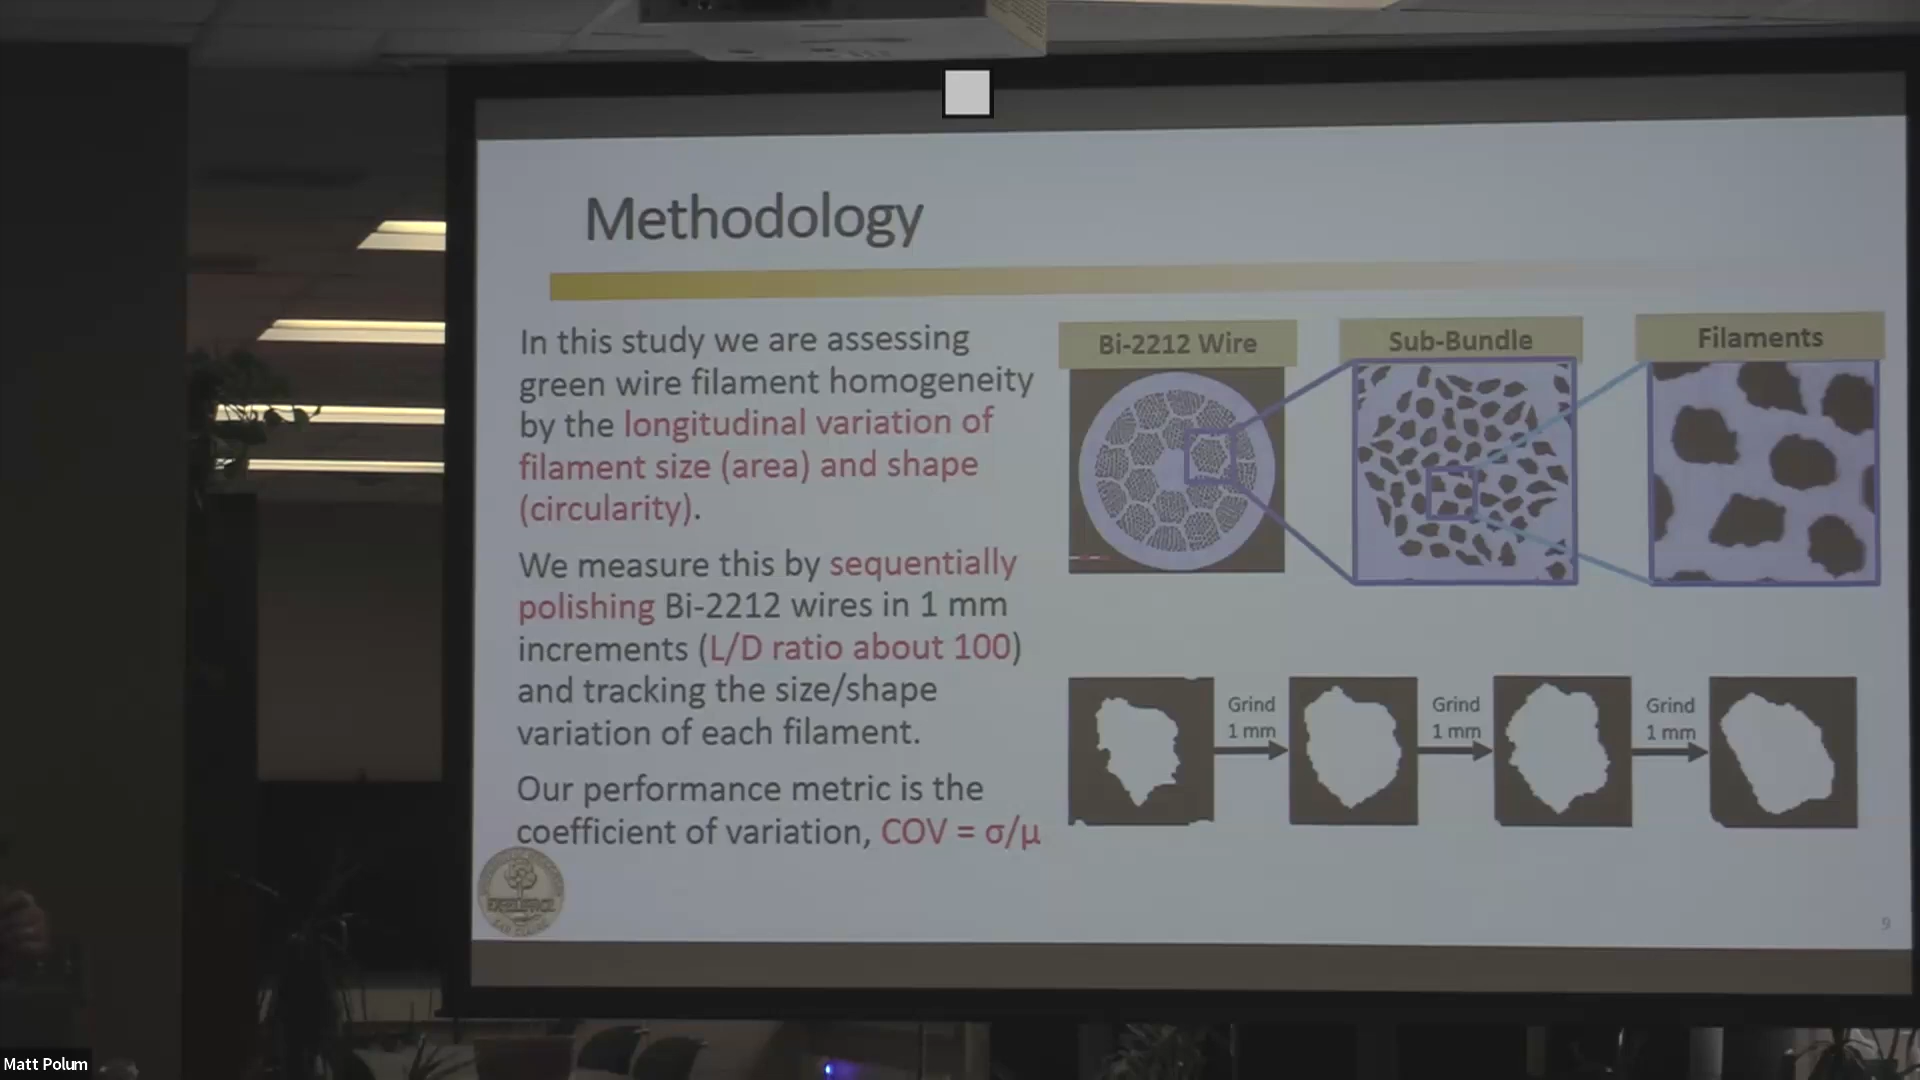 Methodology
In this study we are assessing
green wire filament homogeneity
by the longitudinal variation of
filament size (area) and shape
(circularity).
We measure this by sequentially
polishing Bi-2212 wires in 1 mm
increments (L/D ratio about 100)
and tracking the size/shape
variation of each filament.
Our performance metric is the
coefficient of variation, COV = σ/μ
Bi-2212 Wire
Sub-Bundle
Filaments
Grind
1 mm
Grind
1 mm
Grind
1 mm
9
Matt Polum